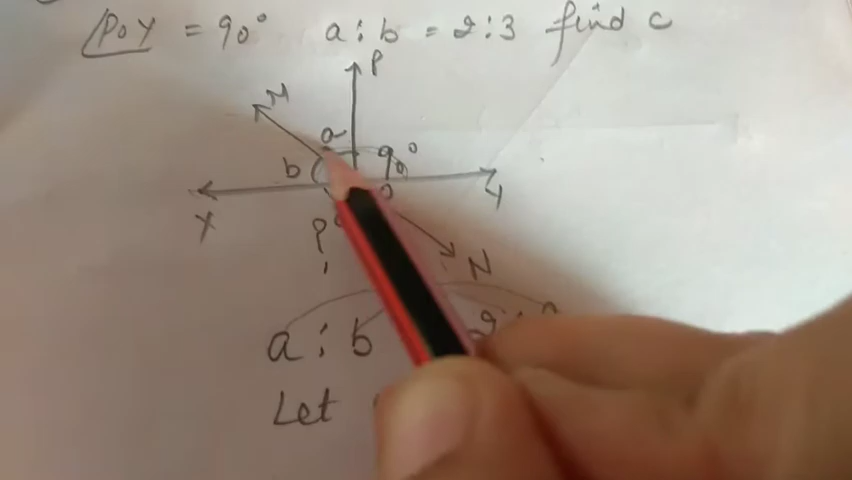 ∠POY = 90° a:b = 2:3 find c
P
M
a
90°
b
O
X
Y
N
a : b
Let